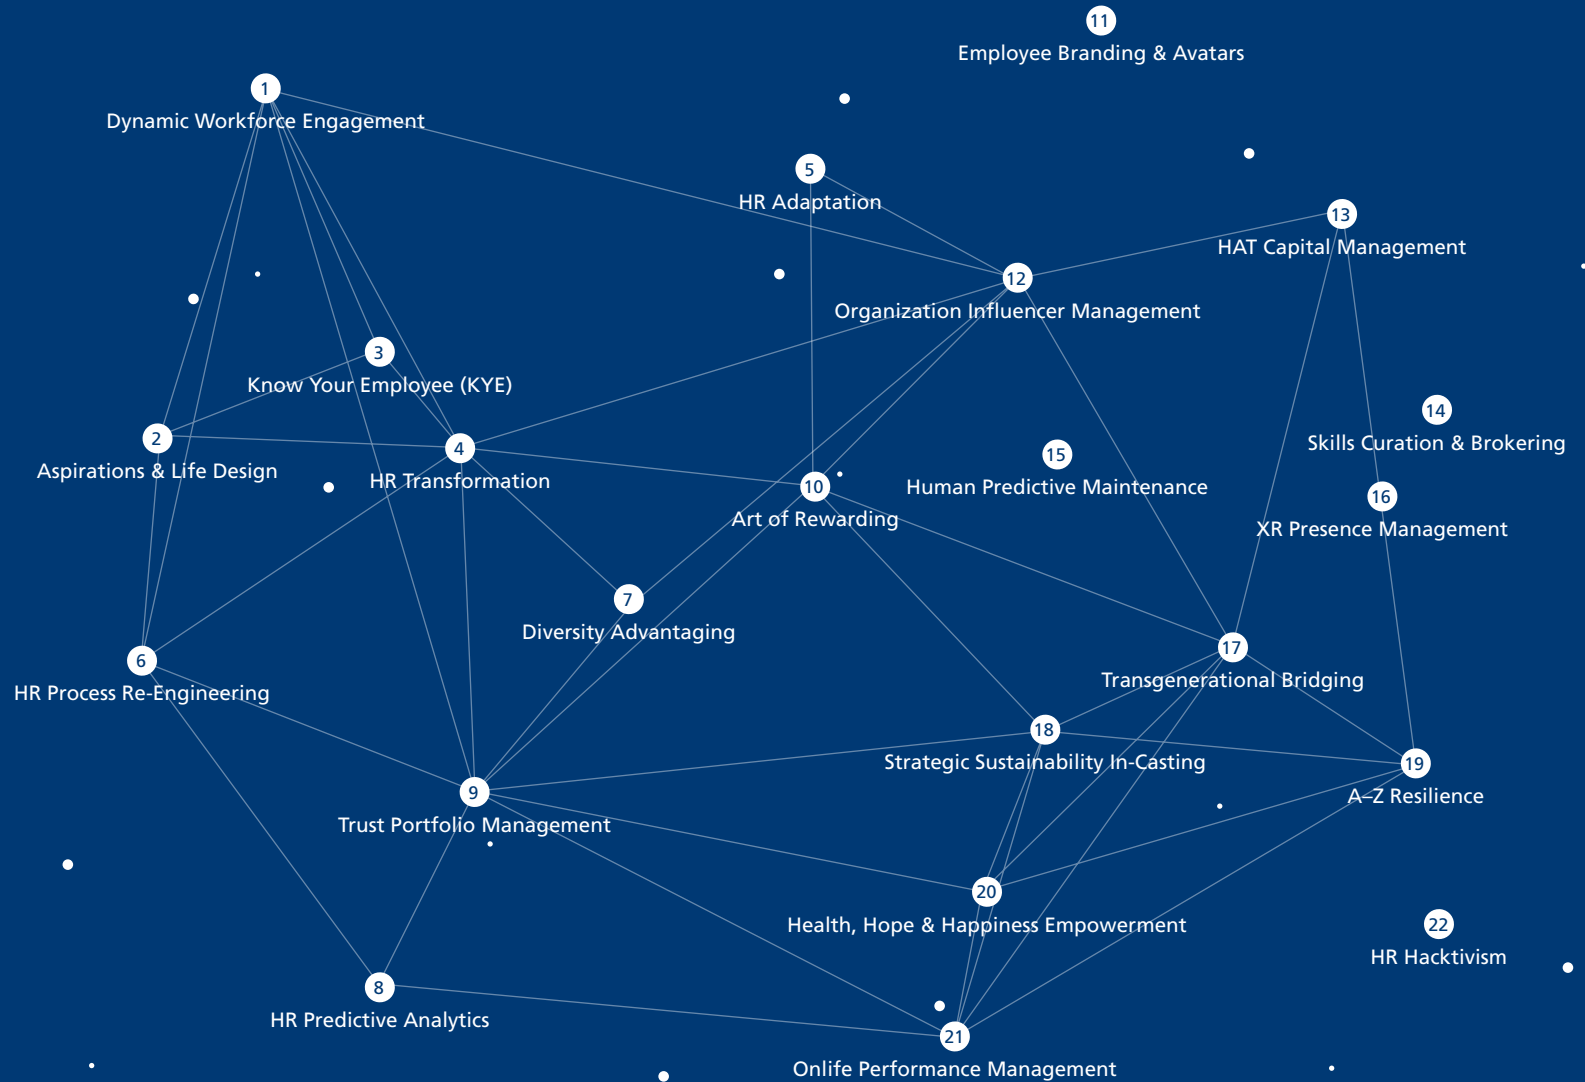 11
Employee Branding & Avatars
1
Dynamic Workforce Engagement
5
HR Adaptation
13
HAT Capital Management
12
Organization Influencer Management
3
Know Your Employee (KYE)
2
Aspirations & Life Design
4
HR Transformation
14
Skills Curation & Brokering
15
Human Predictive Maintenance
10
Art of Rewarding
16
XR Presence Management
7
Diversity Advantaging
6
HR Process Re-Engineering
17
Transgenerational Bridging
18
Strategic Sustainability In-Casting
19
A–Z Resilience
9
Trust Portfolio Management
20
Health, Hope & Happiness Empowerment
22
HR Hacktivism
8
HR Predictive Analytics
21
Onlife Performance Management